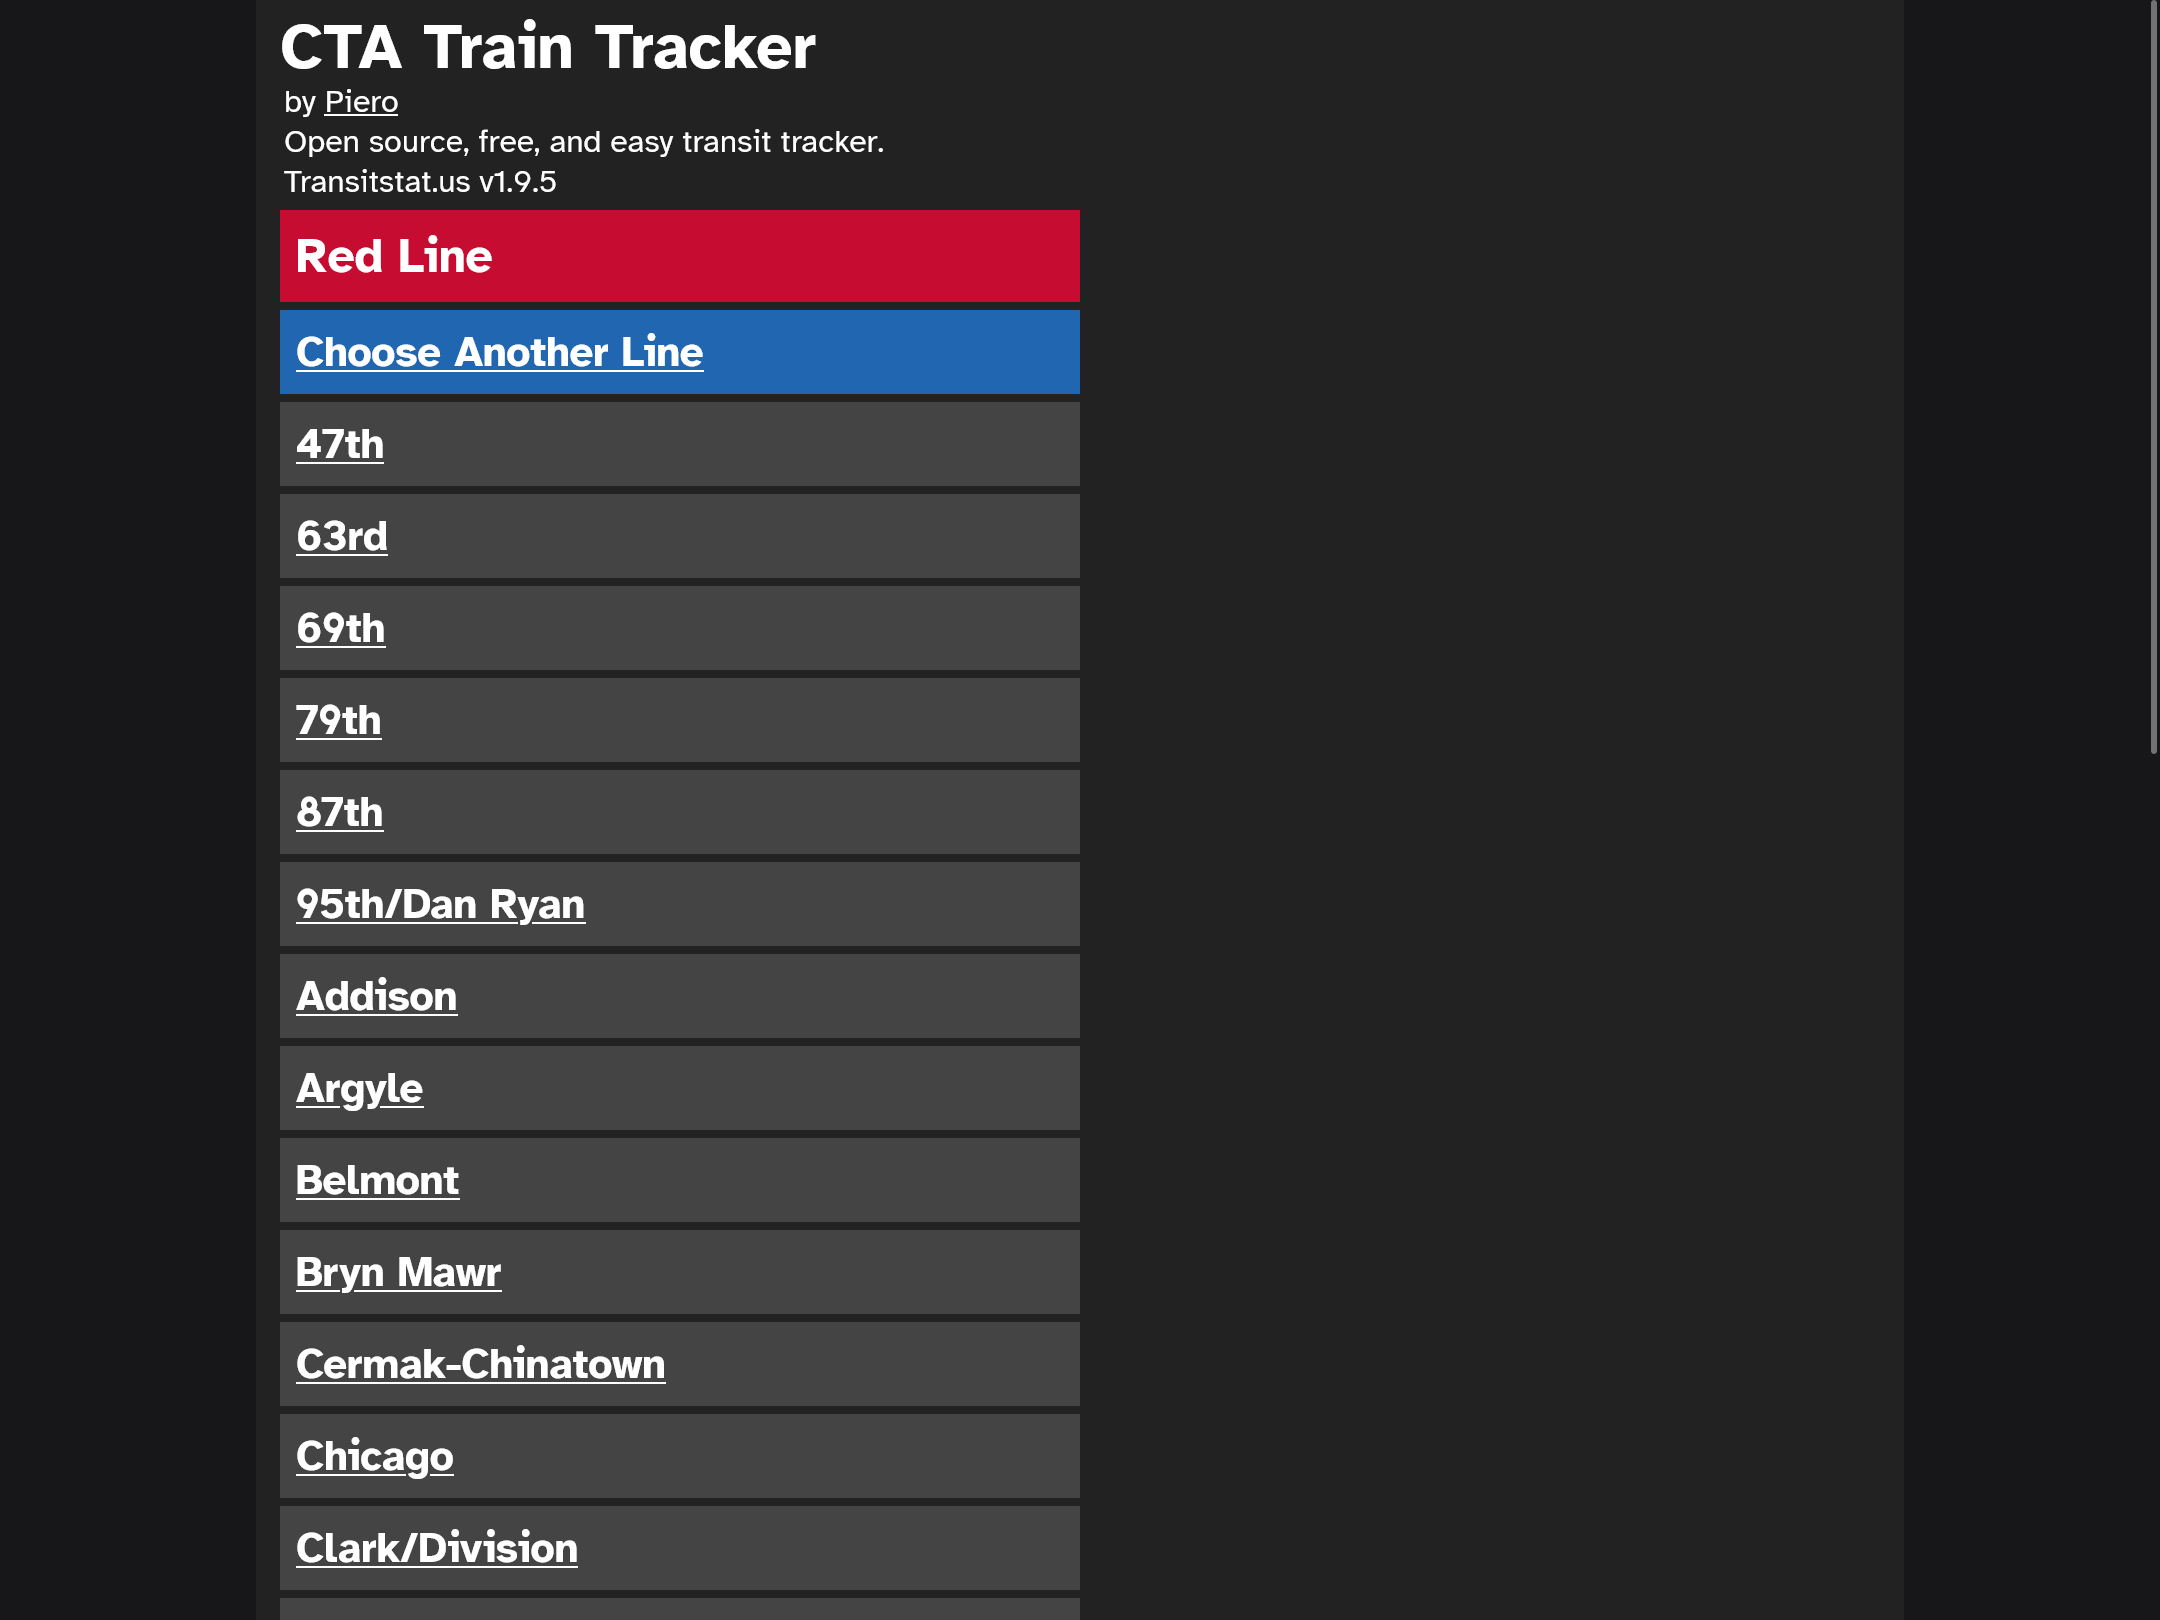 CTA Train Tracker
by Piero
Open source, free, and easy transit tracker.
Transitstat.us v1.9.5
Red Line
Choose Another Line
47th
63rd
69th
79th
87th
95th/Dan Ryan
Addison
Argyle
Belmont
Bryn Mawr
Cermak-Chinatown
Chicago
Clark/Division